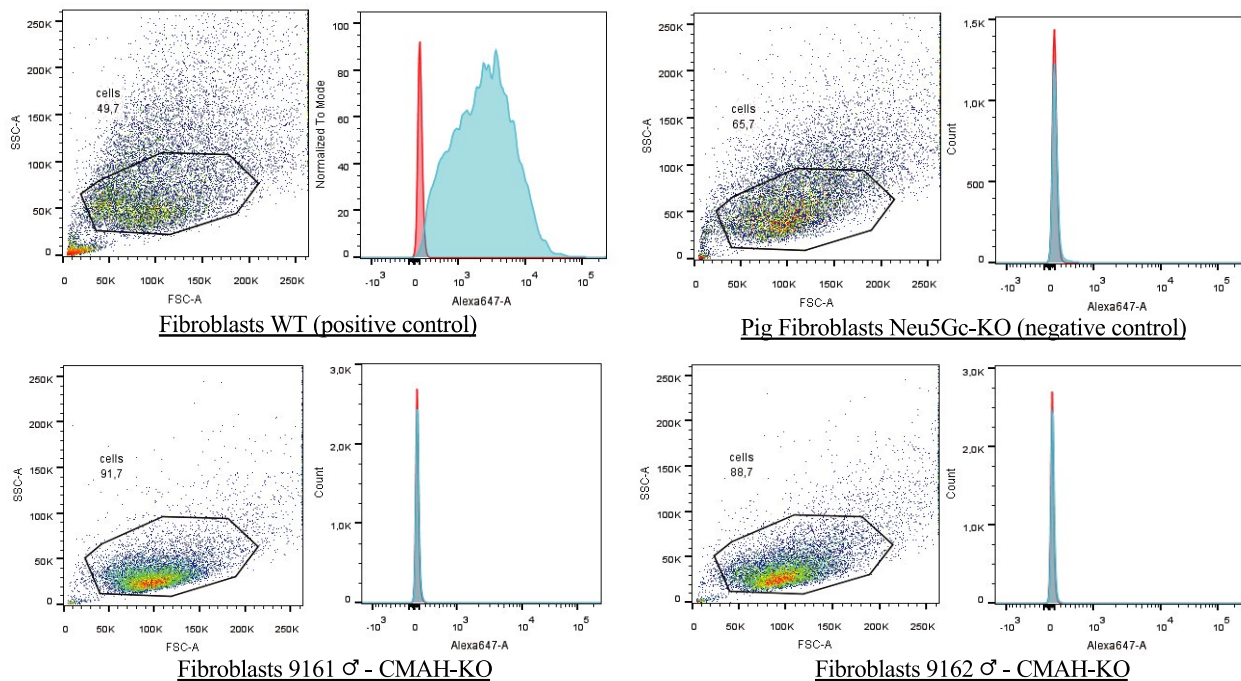 250K
200K
150K
100K
50K
0
SSC-A
cells
49,7
0 50K 100K 150K 200K 250K
FSC-A
100
80
60
40
20
0
Normalized To Mode
-10³ 0 10³ 10⁴ 10⁵
Alexa647-A
Fibroblasts WT (positive control)
250K
200K
150K
100K
50K
0
SSC-A
cells
65,7
0 50K 100K 150K 200K 250K
FSC-A
1,5K
1,0K
500
0
Count
-10³ 0 10³ 10⁴ 10⁵
Alexa647-A
Pig Fibroblasts Neu5Gc-KO (negative control)
250K
200K
150K
100K
50K
0
SSC-A
cells
91,7
0 50K 100K 150K 200K 250K
FSC-A
3,0K
2,0K
1,0K
0
Count
-10³ 0 10³ 10⁴ 10⁵
Alexa647-A
Fibroblasts 9161 ♂ - CMAH-KO
250K
200K
150K
100K
50K
0
SSC-A
cells
88,7
0 50K 100K 150K 200K 250K
FSC-A
3,0K
2,0K
1,0K
0
Count
-10³ 0 10³ 10⁴ 10⁵
Alexa647-A
Fibroblasts 9162 ♂ - CMAH-KO